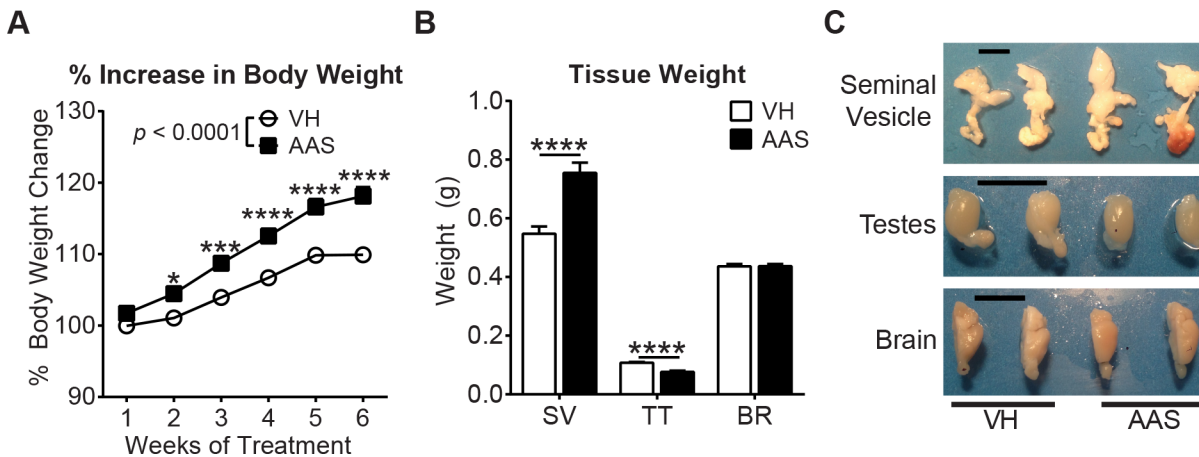 A
% Increase in Body Weight
130
120
110
100
90
% Body Weight Change
p < 0.0001
VH
AAS
*
***
****
****
****
1 2 3 4 5 6
Weeks of Treatment
B
Tissue Weight
1.0
0.8
0.6
0.4
0.2
0.0
Weight (g)
VH
AAS
****
****
SV TT BR
C
Seminal
Vesicle
Testes
Brain
VH AAS